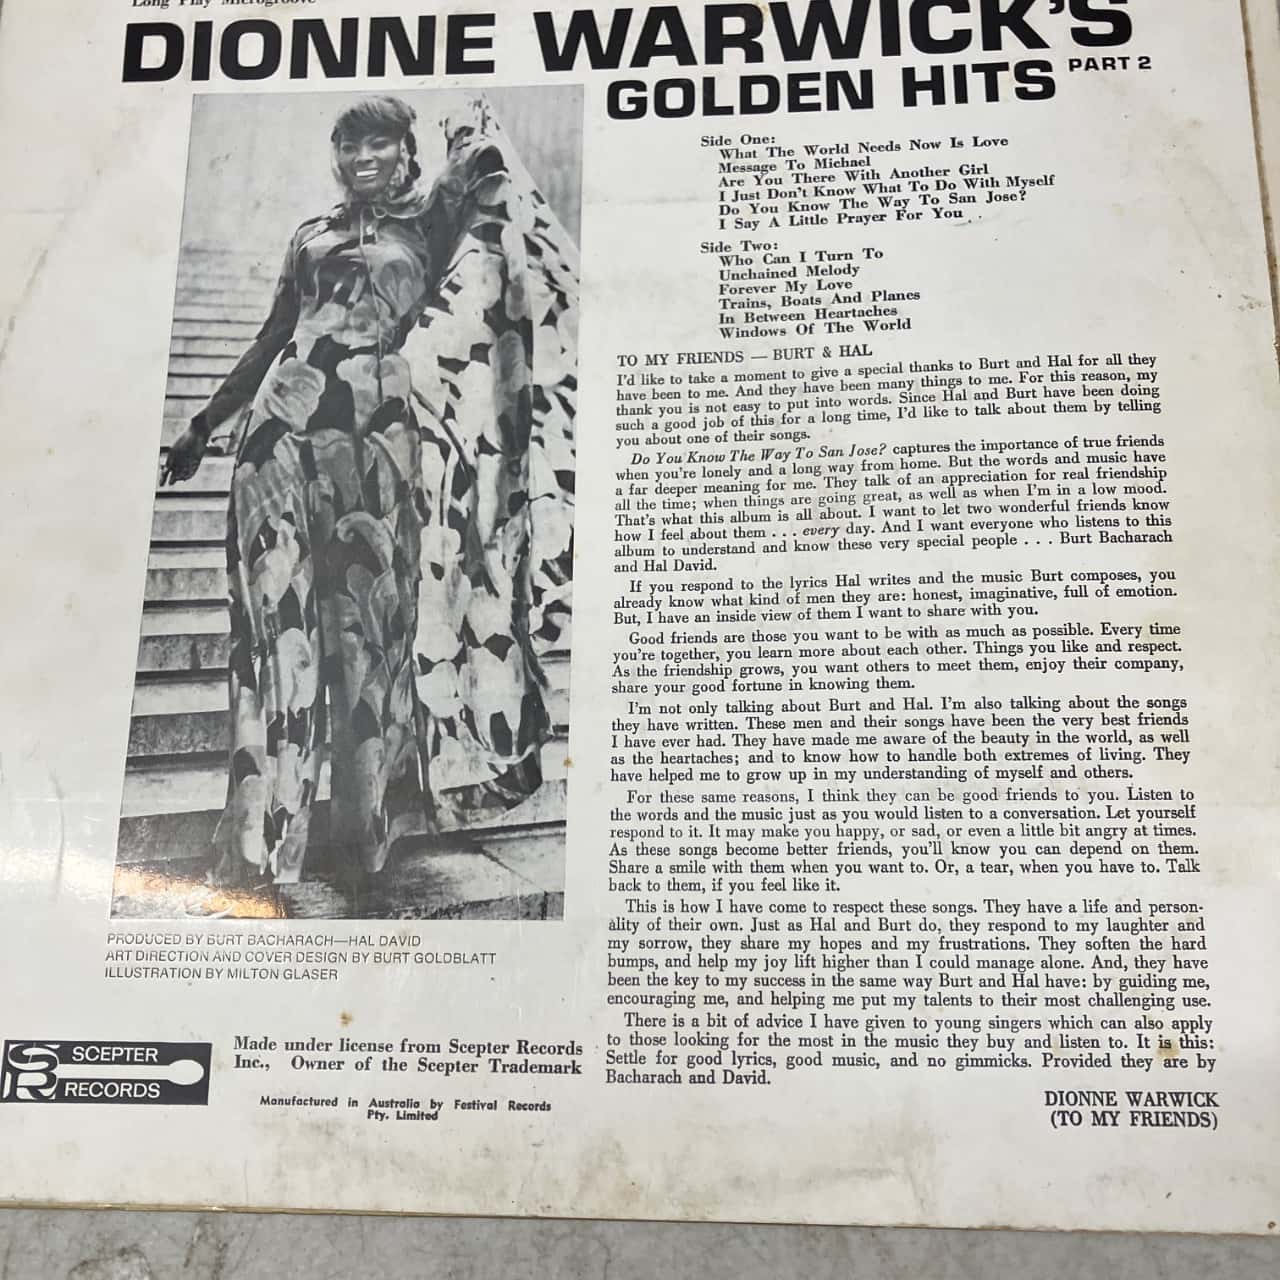 Long Play Microgroove
DIONNE WARWICK'S
GOLDEN HITS PART 2
Side One:
What The World Needs Now Is Love
Message To Michael
Are You There With Another Girl
I Just Don't Know What To Do With Myself
Do You Know The Way To San Jose?
I Say A Little Prayer For You . .
Side Two:
Who Can I Turn To
Unchained Melody
Forever My Love
Trains, Boats And Planes
In Between Heartaches
Windows Of The World
TO MY FRIENDS — BURT & HAL
I'd like to take a moment to give a special thanks to Burt and Hal for all they
have been to me. And they have been many things to me. For this reason, my
thank you is not easy to put into words. Since Hal and Burt have been doing
such a good job of this for a long time, I'd like to talk about them by telling
you about one of their songs.
Do You Know The Way To San Jose? captures the importance of true friends
when you're lonely and a long way from home. But the words and music have
a far deeper meaning for me. They talk of an appreciation for real friendship
all the time; when things are going great, as well as when I'm in a low mood.
That's what this album is all about. I want to let two wonderful friends know
how I feel about them . . . every day. And I want everyone who listens to this
album to understand and know these very special people . . . Burt Bacharach
and Hal David.
If you respond to the lyrics Hal writes and the music Burt composes, you
already know what kind of men they are: honest, imaginative, full of emotion.
But, I have an inside view of them I want to share with you.
Good friends are those you want to be with as much as possible. Every time
you're together, you learn more about each other. Things you like and respect.
As the friendship grows, you want others to meet them, enjoy their company,
share your good fortune in knowing them.
I'm not only talking about Burt and Hal. I'm also talking about the songs
they have written. These men and their songs have been the very best friends
I have ever had. They have made me aware of the beauty in the world, as well
as the heartaches; and to know how to handle both extremes of living. They
have helped me to grow up in my understanding of myself and others.
For these same reasons, I think they can be good friends to you. Listen to
the words and the music just as you would listen to a conversation. Let yourself
respond to it. It may make you happy, or sad, or even a little bit angry at times.
As these songs become better friends, you'll know you can depend on them.
Share a smile with them when you want to. Or, a tear, when you have to. Talk
back to them, if you feel like it.
This is how I have come to respect these songs. They have a life and person-
ality of their own. Just as Hal and Burt do, they respond to my laughter and
my sorrow, they share my hopes and my frustrations. They soften the hard
bumps, and help my joy lift higher than I could manage alone. And, they have
been the key to my success in the same way Burt and Hal have: by guiding me,
encouraging me, and helping me put my talents to their most challenging use.
There is a bit of advice I have given to young singers which can also apply
to those looking for the most in the music they buy and listen to. It is this:
Settle for good lyrics, good music, and no gimmicks. Provided they are by
Bacharach and David.
DIONNE WARWICK
(TO MY FRIENDS)
PRODUCED BY BURT BACHARACH—HAL DAVID
ART DIRECTION AND COVER DESIGN BY BURT GOLDBLATT
ILLUSTRATION BY MILTON GLASER
SR SCEPTER
RECORDS
Made under license from Scepter Records
Inc., Owner of the Scepter Trademark
Manufactured in Australia by Festival Records
Pty. Limited